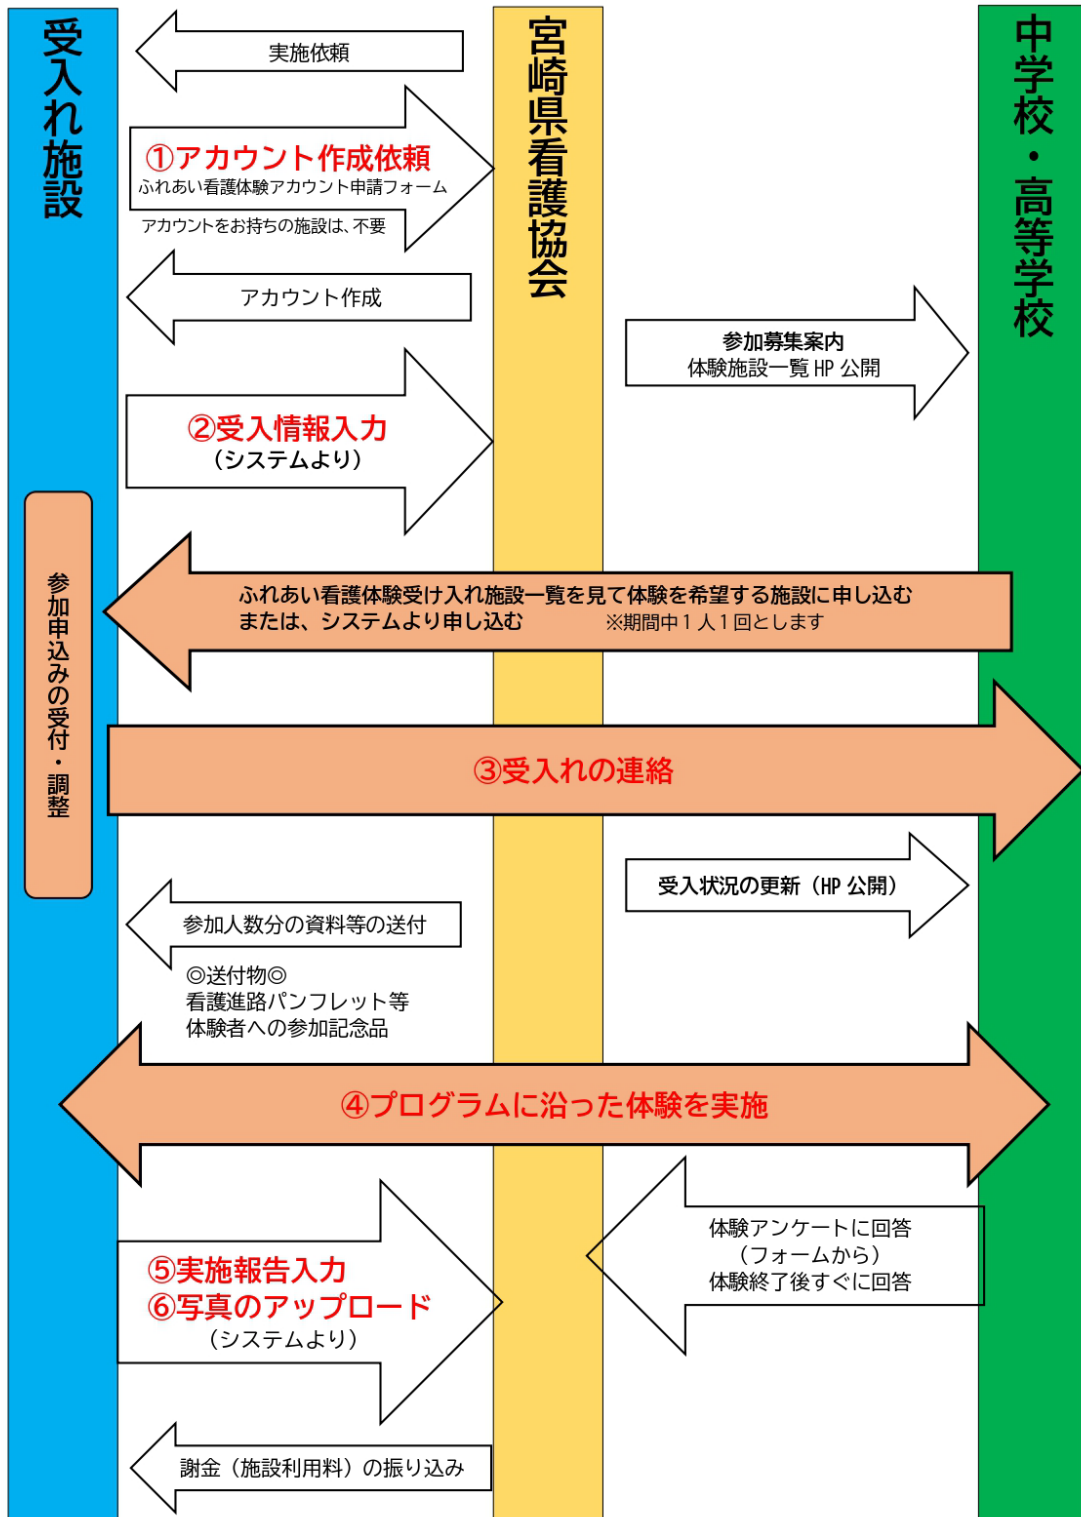 受入れ施設
宮崎県看護協会
中学校・高等学校
実施依頼
①アカウント作成依頼
ふれあい看護体験アカウント申請フォーム
アカウントをお持ちの施設は、不要
アカウント作成
参加募集案内
体験施設一覧 HP 公開
②受入情報入力
（システムより）
参加申込みの受付・調整
ふれあい看護体験受け入れ施設一覧を見て体験を希望する施設に申し込む
または、システムより申し込む　　　※期間中１人１回とします
③受入れの連絡
受入状況の更新（HP 公開）
参加人数分の資料等の送付
◎送付物◎
看護進路パンフレット等
体験者への参加記念品
④プログラムに沿った体験を実施
体験アンケートに回答
（フォームから）
体験終了後すぐに回答
⑤実施報告入力
⑥写真のアップロード
（システムより）
謝金（施設利用料）の振り込み